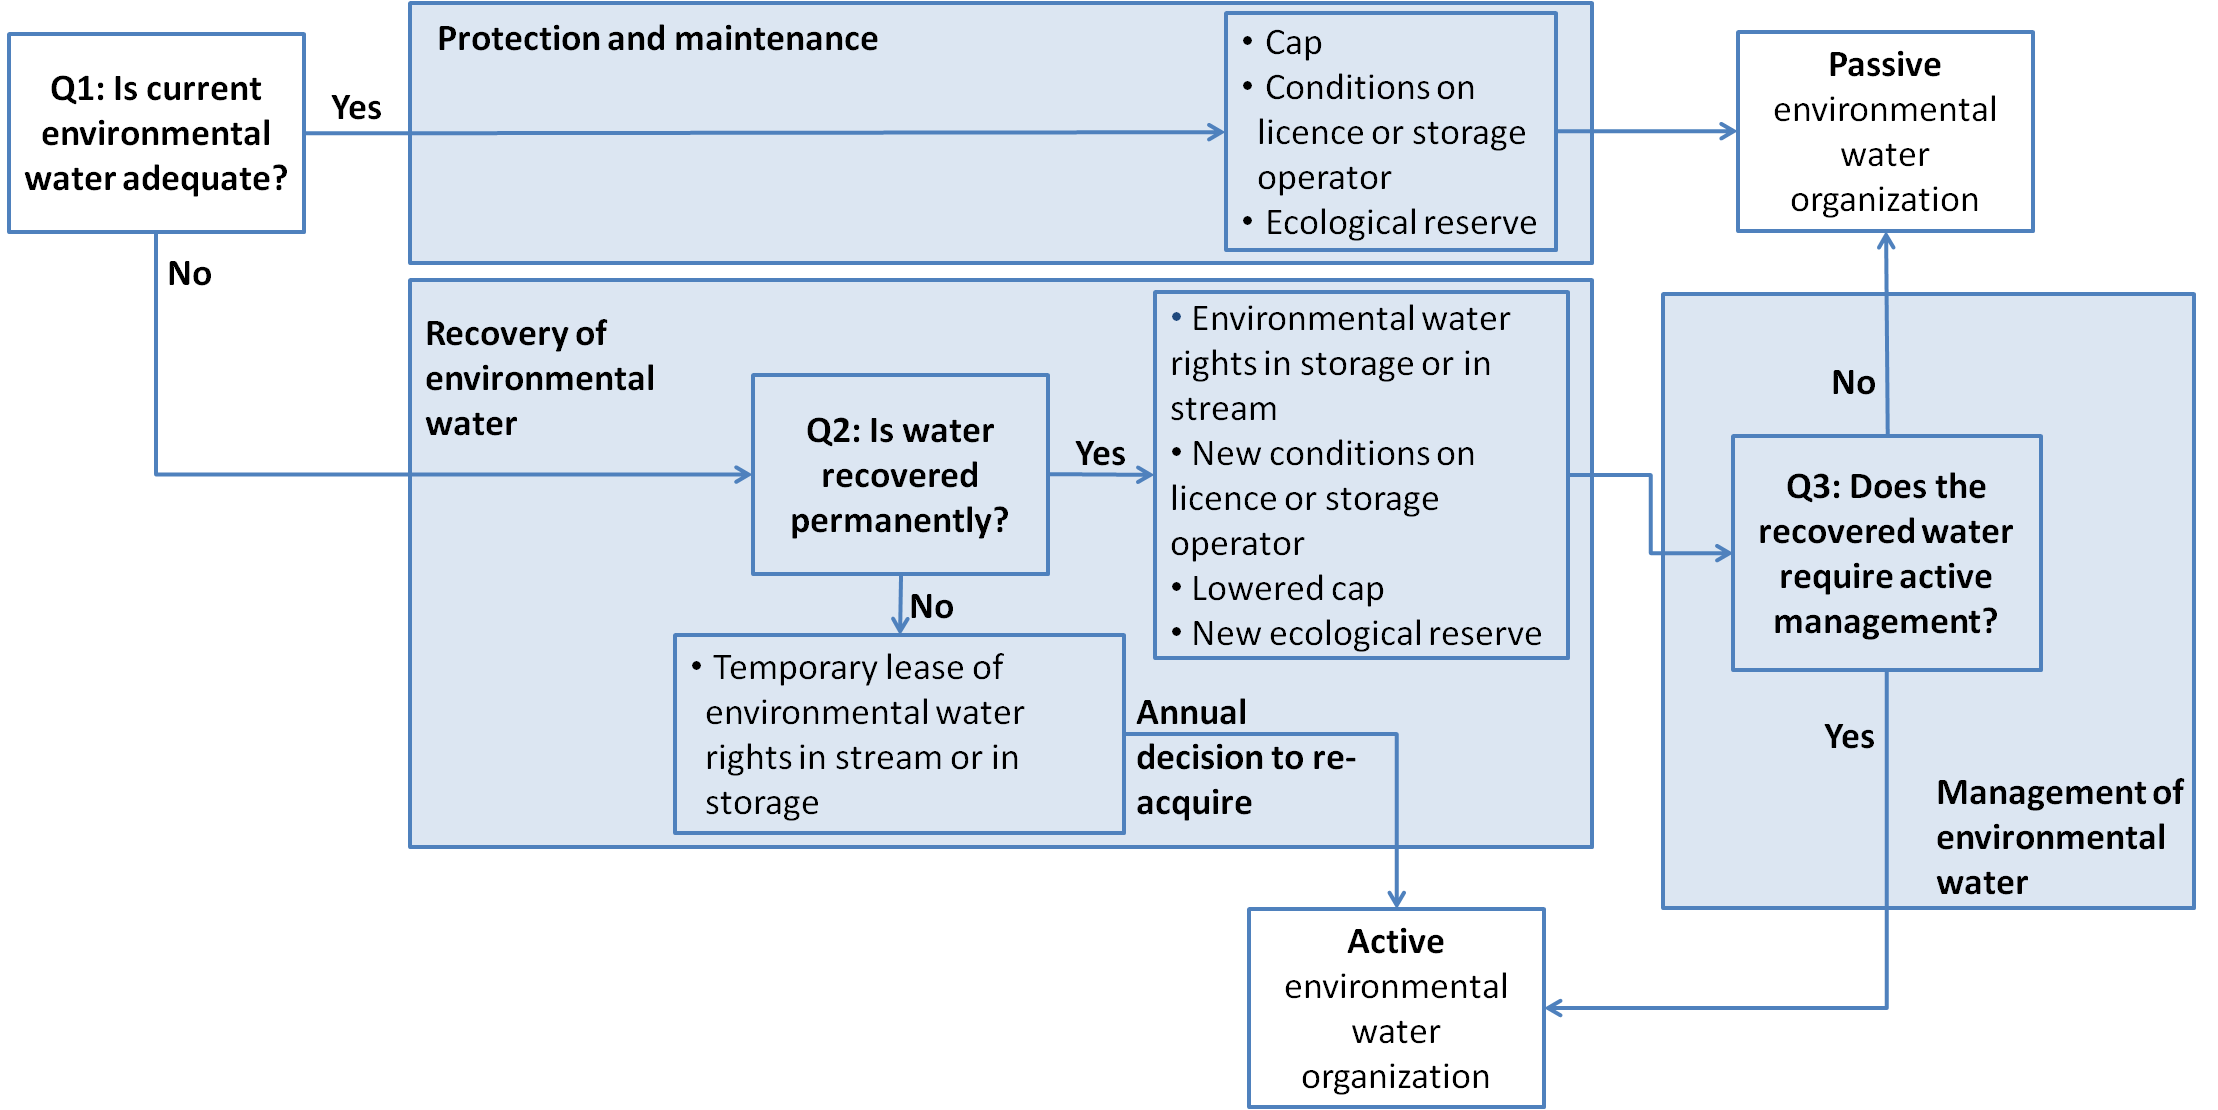 Q1: Is current
environmental
water adequate?
Yes
No
Protection and maintenance
• Cap
• Conditions on
licence or storage
operator
• Ecological reserve
Passive
environmental
water
organization
Recovery of
environmental
water
Q2: Is water
recovered
permanently?
Yes
No
• Environmental water
rights in storage or in
stream
• New conditions on
licence or storage
operator
• Lowered cap
• New ecological reserve
• Temporary lease of
environmental water
rights in stream or in
storage
Annual
decision to re-
acquire
No
Q3: Does the
recovered water
require active
management?
Yes
Management of
environmental
water
Active
environmental
water
organization